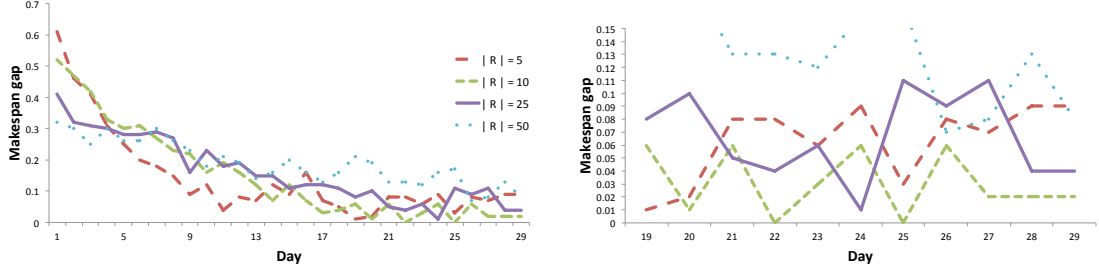 Makespan gap
0.7
0.6
0.5
0.4
0.3
0.2
0.1
0
1 5 9 13 17 21 25 29
Day
| R | = 5
| R | = 10
| R | = 25
| R | = 50
Makespan gap
0.15
0.14
0.13
0.12
0.11
0.1
0.09
0.08
0.07
0.06
0.05
0.04
0.03
0.02
0.01
19 20 21 22 23 24 25 26 27 28 29
Day